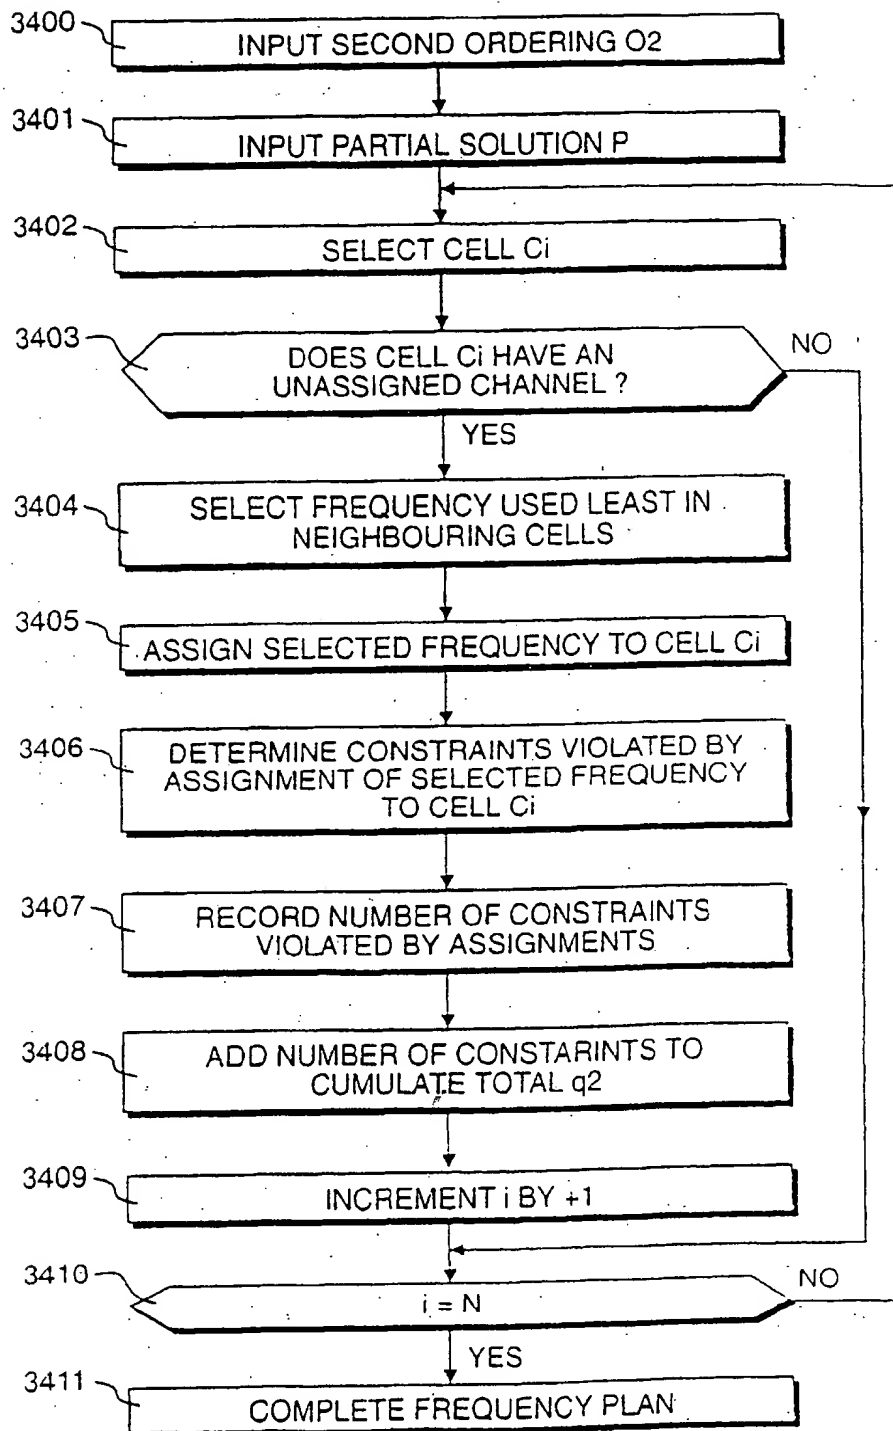 3400
INPUT SECOND ORDERING O2
3401
INPUT PARTIAL SOLUTION P
3402
SELECT CELL Ci
3403
DOES CELL Ci HAVE AN
UNASSIGNED CHANNEL ?
NO
YES
3404
SELECT FREQUENCY USED LEAST IN
NEIGHBOURING CELLS
3405
ASSIGN SELECTED FREQUENCY TO CELL Ci
3406
DETERMINE CONSTRAINTS VIOLATED BY
ASSIGNMENT OF SELECTED FREQUENCY
TO CELL Ci
3407
RECORD NUMBER OF CONSTRAINTS
VIOLATED BY ASSIGNMENTS
3408
ADD NUMBER OF CONSTARINTS TO
CUMULATE TOTAL q2
3409
INCREMENT i BY +1
3410
i = N
NO
YES
3411
COMPLETE FREQUENCY PLAN